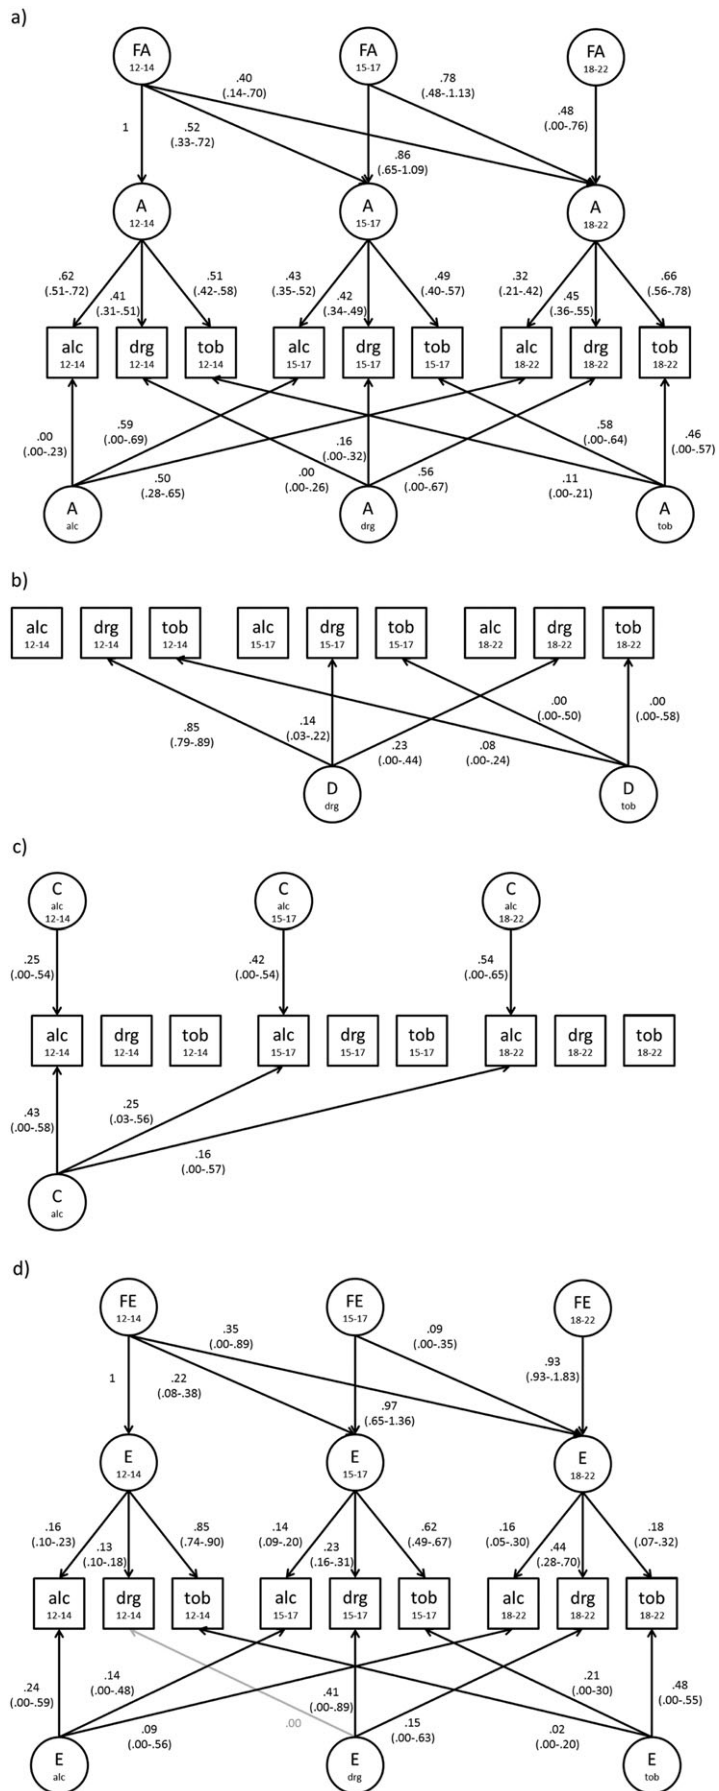 a)
FA FA FA
12-14 15-17 18-22
.40 .78
(.14-.70) (.48-.1.13)
1 .52 .86 .48
(.33-.72) (.65-1.09) (.00-.76)
A A A
12-14 15-17 18-22
.62 .41 .51 .43 .42 .49 .32 .45 .66
(.51-.72) (.31-.51) (.42-.58) (.35-.52) (.34-.49) (.40-.57) (.21-.42) (.36-.55) (.56-.78)
alc drg tob alc drg tob alc drg tob
12-14 12-14 12-14 15-17 15-17 15-17 18-22 18-22 18-22
.00 .59 .16 .58 .46
(.00-.23) (.00-.69) (.00-.32) (.00-.64) (.00-.57)
.50 .00 .56 .11
(.28-.65) (.00-.26) (.00-.67) (.00-.21)
A A A
alc drg tob
b)
alc drg tob alc drg tob alc drg tob
12-14 12-14 12-14 15-17 15-17 15-17 18-22 18-22 18-22
.85 .14 .23 .08 .00 .00
(.79-.89) (.03-.22) (.00-.44) (.00-.24) (.00-.50) (.00-.58)
D D
drg tob
c)
C C C
alc alc alc
12-14 15-17 18-22
.25 .42 .54
(.00-.54) (.00-.54) (.00-.65)
alc drg tob alc drg tob alc drg tob
12-14 12-14 12-14 15-17 15-17 15-17 18-22 18-22 18-22
.43 .25 .16
(.00-.58) (.03-.56) (.00-.57)
C
alc
d)
FE FE FE
12-14 15-17 18-22
.35 .09
(.00-.89) (.00-.35)
1 .22 .97 .93
(.08-.38) (.65-1.36) (.93-.1.83)
E E E
12-14 15-17 18-22
.16 .13 .85 .14 .23 .62 .16 .44 .18
(.10-.23) (.10-.18) (.74-.90) (.09-.20) (.16-.31) (.49-.67) (.05-.30) (.28-.70) (.07-.32)
alc drg tob alc drg tob alc drg tob
12-14 12-14 12-14 15-17 15-17 15-17 18-22 18-22 18-22
.24 .14 .41 .21 .48
(.00-.59) (.00-.48) (.00-.89) (.00-30) (.00-.55)
.09 .00 .15 .02
(.00-.56) (.00-.63) (.00-.20)
E E E
alc drg tob